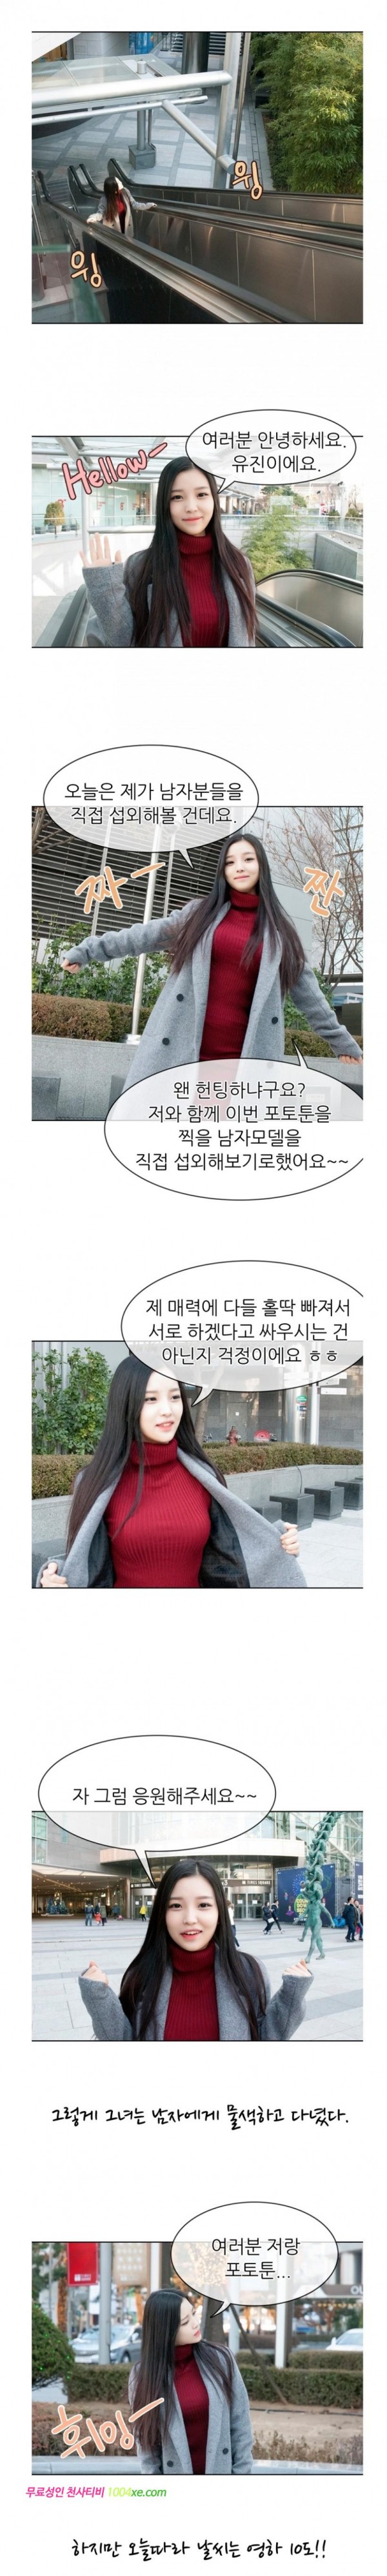 윙
윙
Hellow~
여러분 안녕하세요.
유진이에요.
오늘은 제가 남자분들을
직접 섭외해볼 건데요.
짜ー
짠
왠 헌팅하냐구요?
저와 함께 이번 포토툰을
찍을 남자모델을
직접 섭외해보기로했어요~~
제 매력에 다들 홀딱 빠져서
서로 하겠다고 싸우시는 건
아닌지 걱정이에요 ㅎㅎ
자 그럼 응원해주세요~~
그렇게 그녀는 남자에게 물색하고 다녔다.
여러분 저랑
포토툰...
휘잉ー
무료성인 천사티비 1004xe.com
하지만 오늘따라 날씨는 영하 10도!!